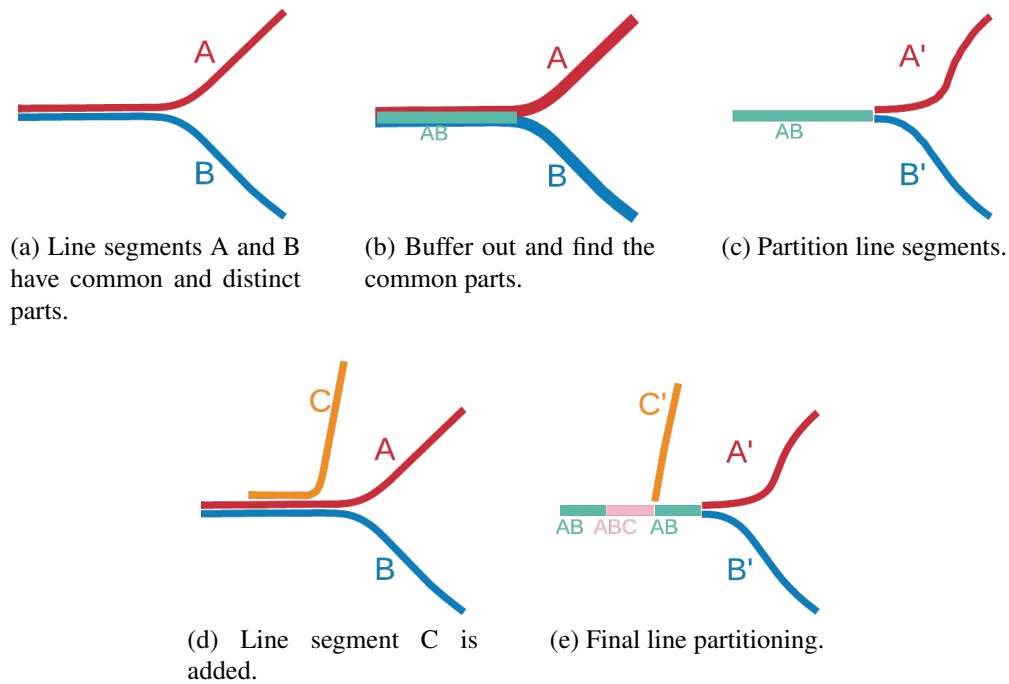 A
B
A
AB
B
A'
AB
B'
(a) Line segments A and B
have common and distinct
parts.
(b) Buffer out and find the
common parts.
(c) Partition line segments.
C
A
B
C'
A'
AB ABC AB
B'
(d) Line segment C is
added.
(e) Final line partitioning.